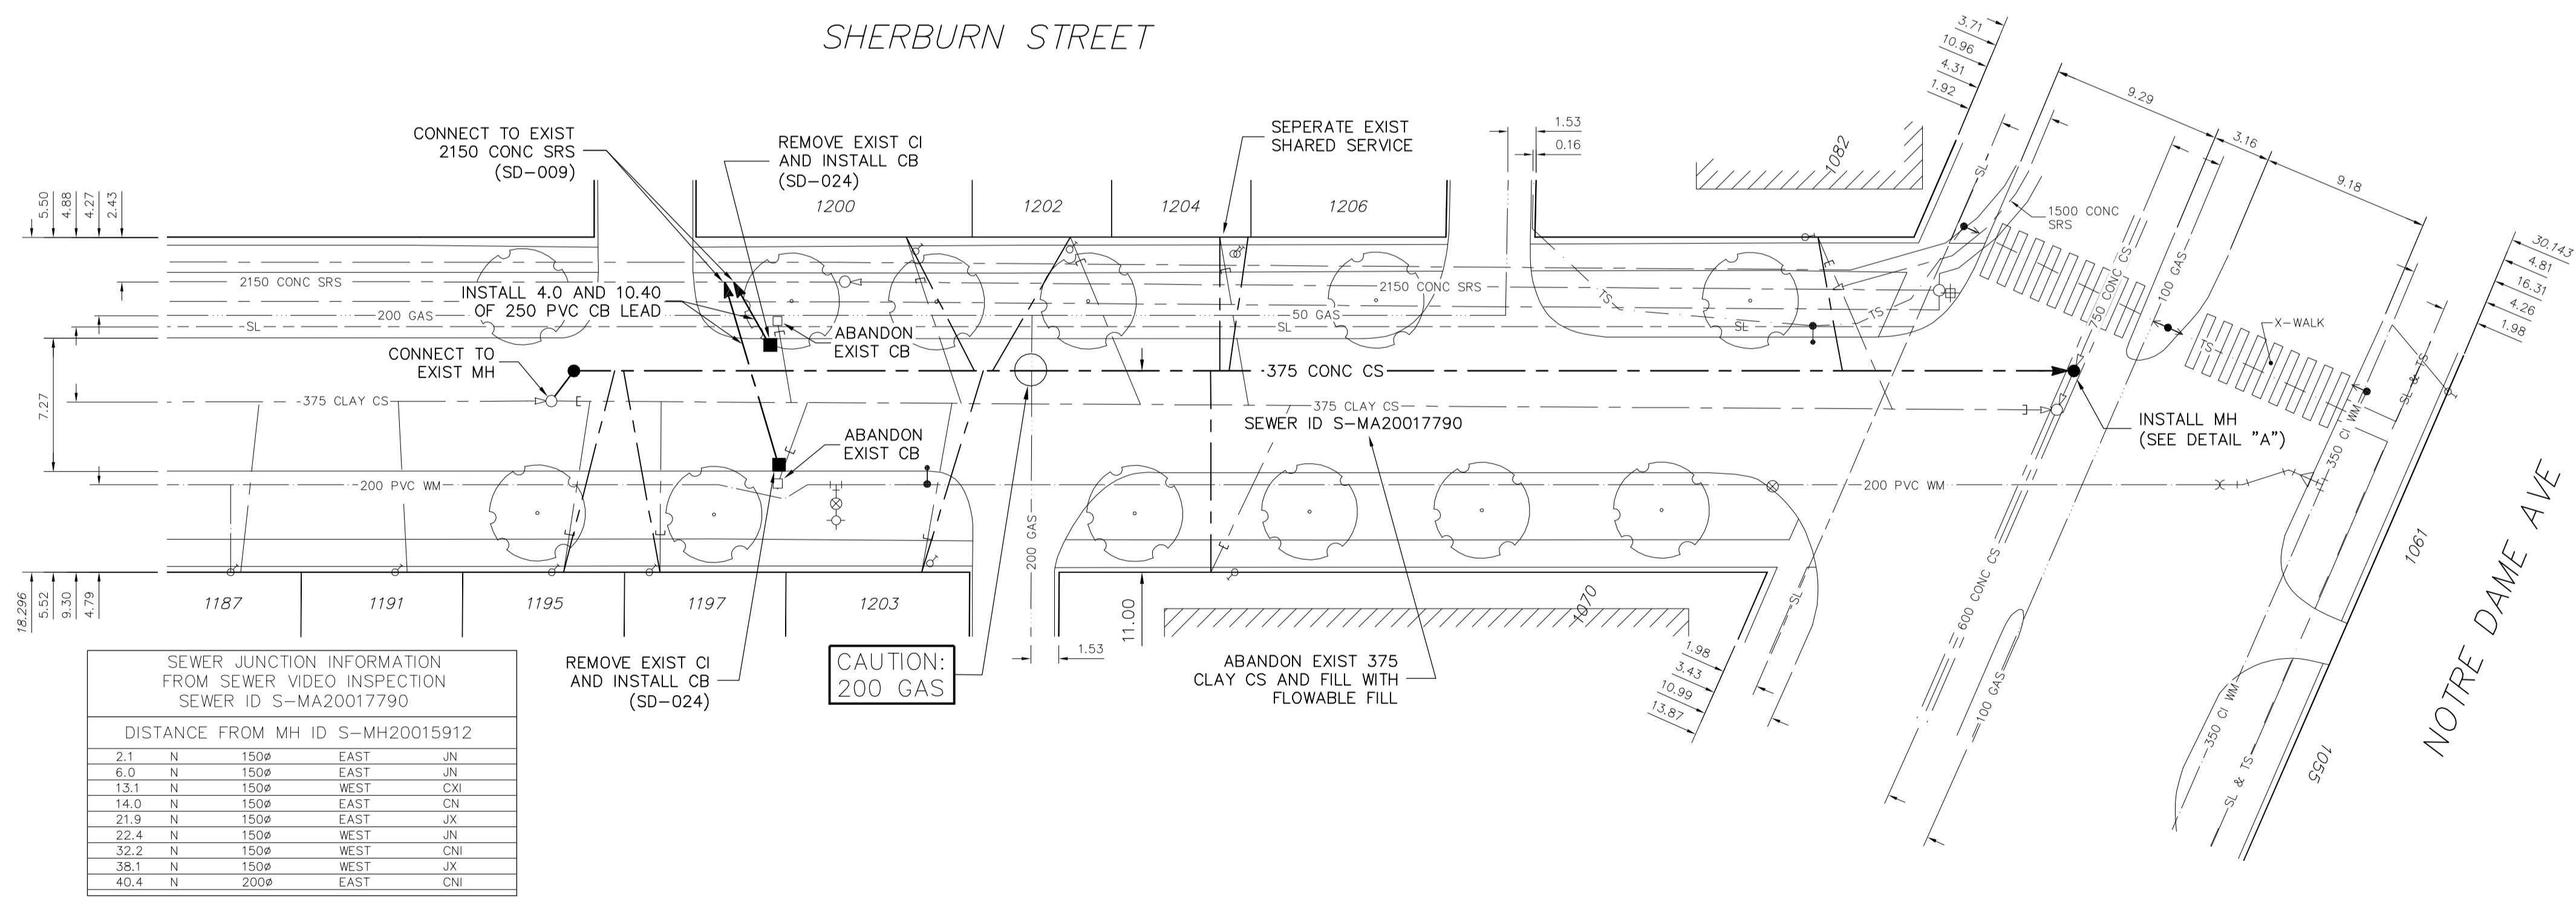 SHERBURN STREET
CONNECT TO EXIST
2150 CONC SRS
(SD-009)
REMOVE EXIST CI
AND INSTALL CB
(SD-024)
SEPERATE EXIST
SHARED SERVICE
1.53
0.16
3.71
10.96
4.31
1.92
9.29
3.16
9.18
30.143
4.81
16.31
4.26
1.98
5.50
4.88
4.27
2.43
1200
1202
1204
1206
1082
SL
1500 CONC
SRS
2150 CONC SRS
2150 CONC SRS
INSTALL 4.0 AND 10.40
OF 250 PVC CB LEAD
200 GAS
50 GAS
SL
SL
SL
TS
TS
ABANDON
EXIST CB
750 CONC CS
100 GAS
X-WALK
TS
SL & TS
CONNECT TO
EXIST MH
375 CONC CS
7.27
375 CLAY CS
375 CLAY CS
SEWER ID S-MA20017790
ABANDON
EXIST CB
INSTALL MH
(SEE DETAIL "A")
350 CI WM
200 PVC WM
200 PVC WM
200 GAS
600 CONC CS
SL
100 GAS
1061
NOTRE DAME AVE
18.296
5.52
9.30
4.79
1187
1191
1195
1197
1203
11.00
1070
1.53
1.98
3.43
10.99
13.87
350 CI WM
SL & TS
1055
REMOVE EXIST CI
AND INSTALL CB
(SD-024)
CAUTION:
200 GAS
ABANDON EXIST 375
CLAY CS AND FILL WITH
FLOWABLE FILL
SEWER JUNCTION INFORMATION
FROM SEWER VIDEO INSPECTION
SEWER ID S-MA20017790
DISTANCE FROM MH ID S-MH20015912
2.1 N 150ø EAST JN
6.0 N 150ø EAST JN
13.1 N 150ø WEST CXI
14.0 N 150ø EAST CN
21.9 N 150ø EAST JX
22.4 N 150ø WEST JN
32.2 N 150ø WEST CNI
38.1 N 150ø WEST JX
40.4 N 200ø EAST CNI